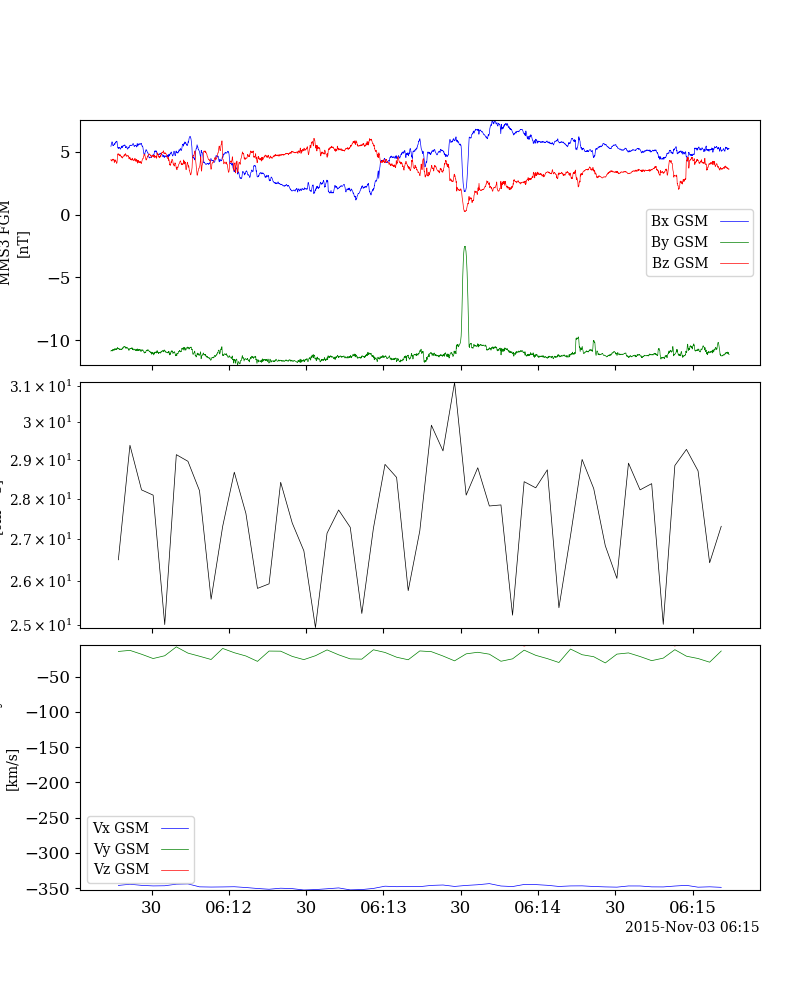 5
0
−5
−10
MMS3 FGM
[nT]
Bx GSM
By GSM
Bz GSM
3.1 × 10¹
3 × 10¹
2.9 × 10¹
2.8 × 10¹
2.7 × 10¹
2.6 × 10¹
2.5 × 10¹
−50
−100
−150
−200
−250
−300
−350
[km/s]
Vx GSM
Vy GSM
Vz GSM
30 06:12 30 06:13 30 06:14 30 06:15
2015-Nov-03 06:15